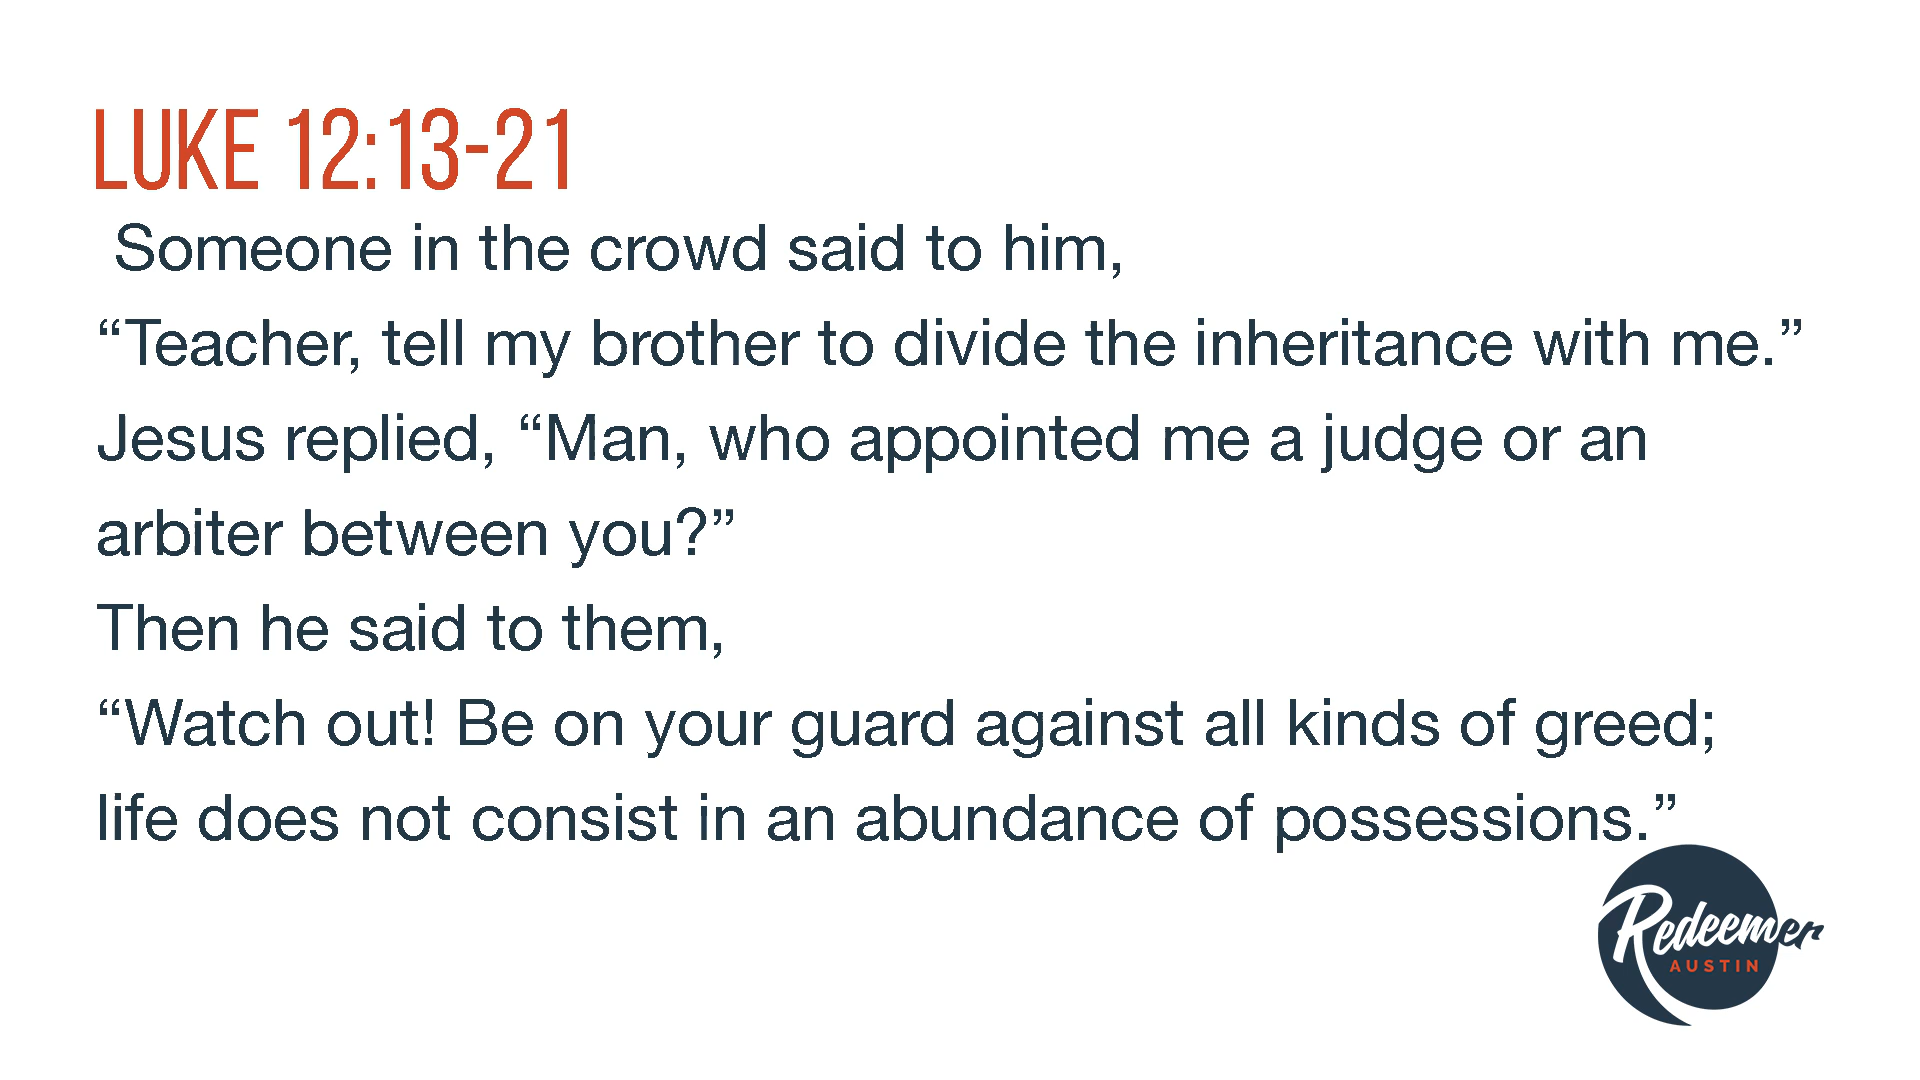 LUKE 12:13-21
Someone in the crowd said to him,
“Teacher, tell my brother to divide the inheritance with me.”
Jesus replied, “Man, who appointed me a judge or an
arbiter between you?”
Then he said to them,
“Watch out! Be on your guard against all kinds of greed;
life does not consist in an abundance of possessions.”
Redeemer
AUSTIN